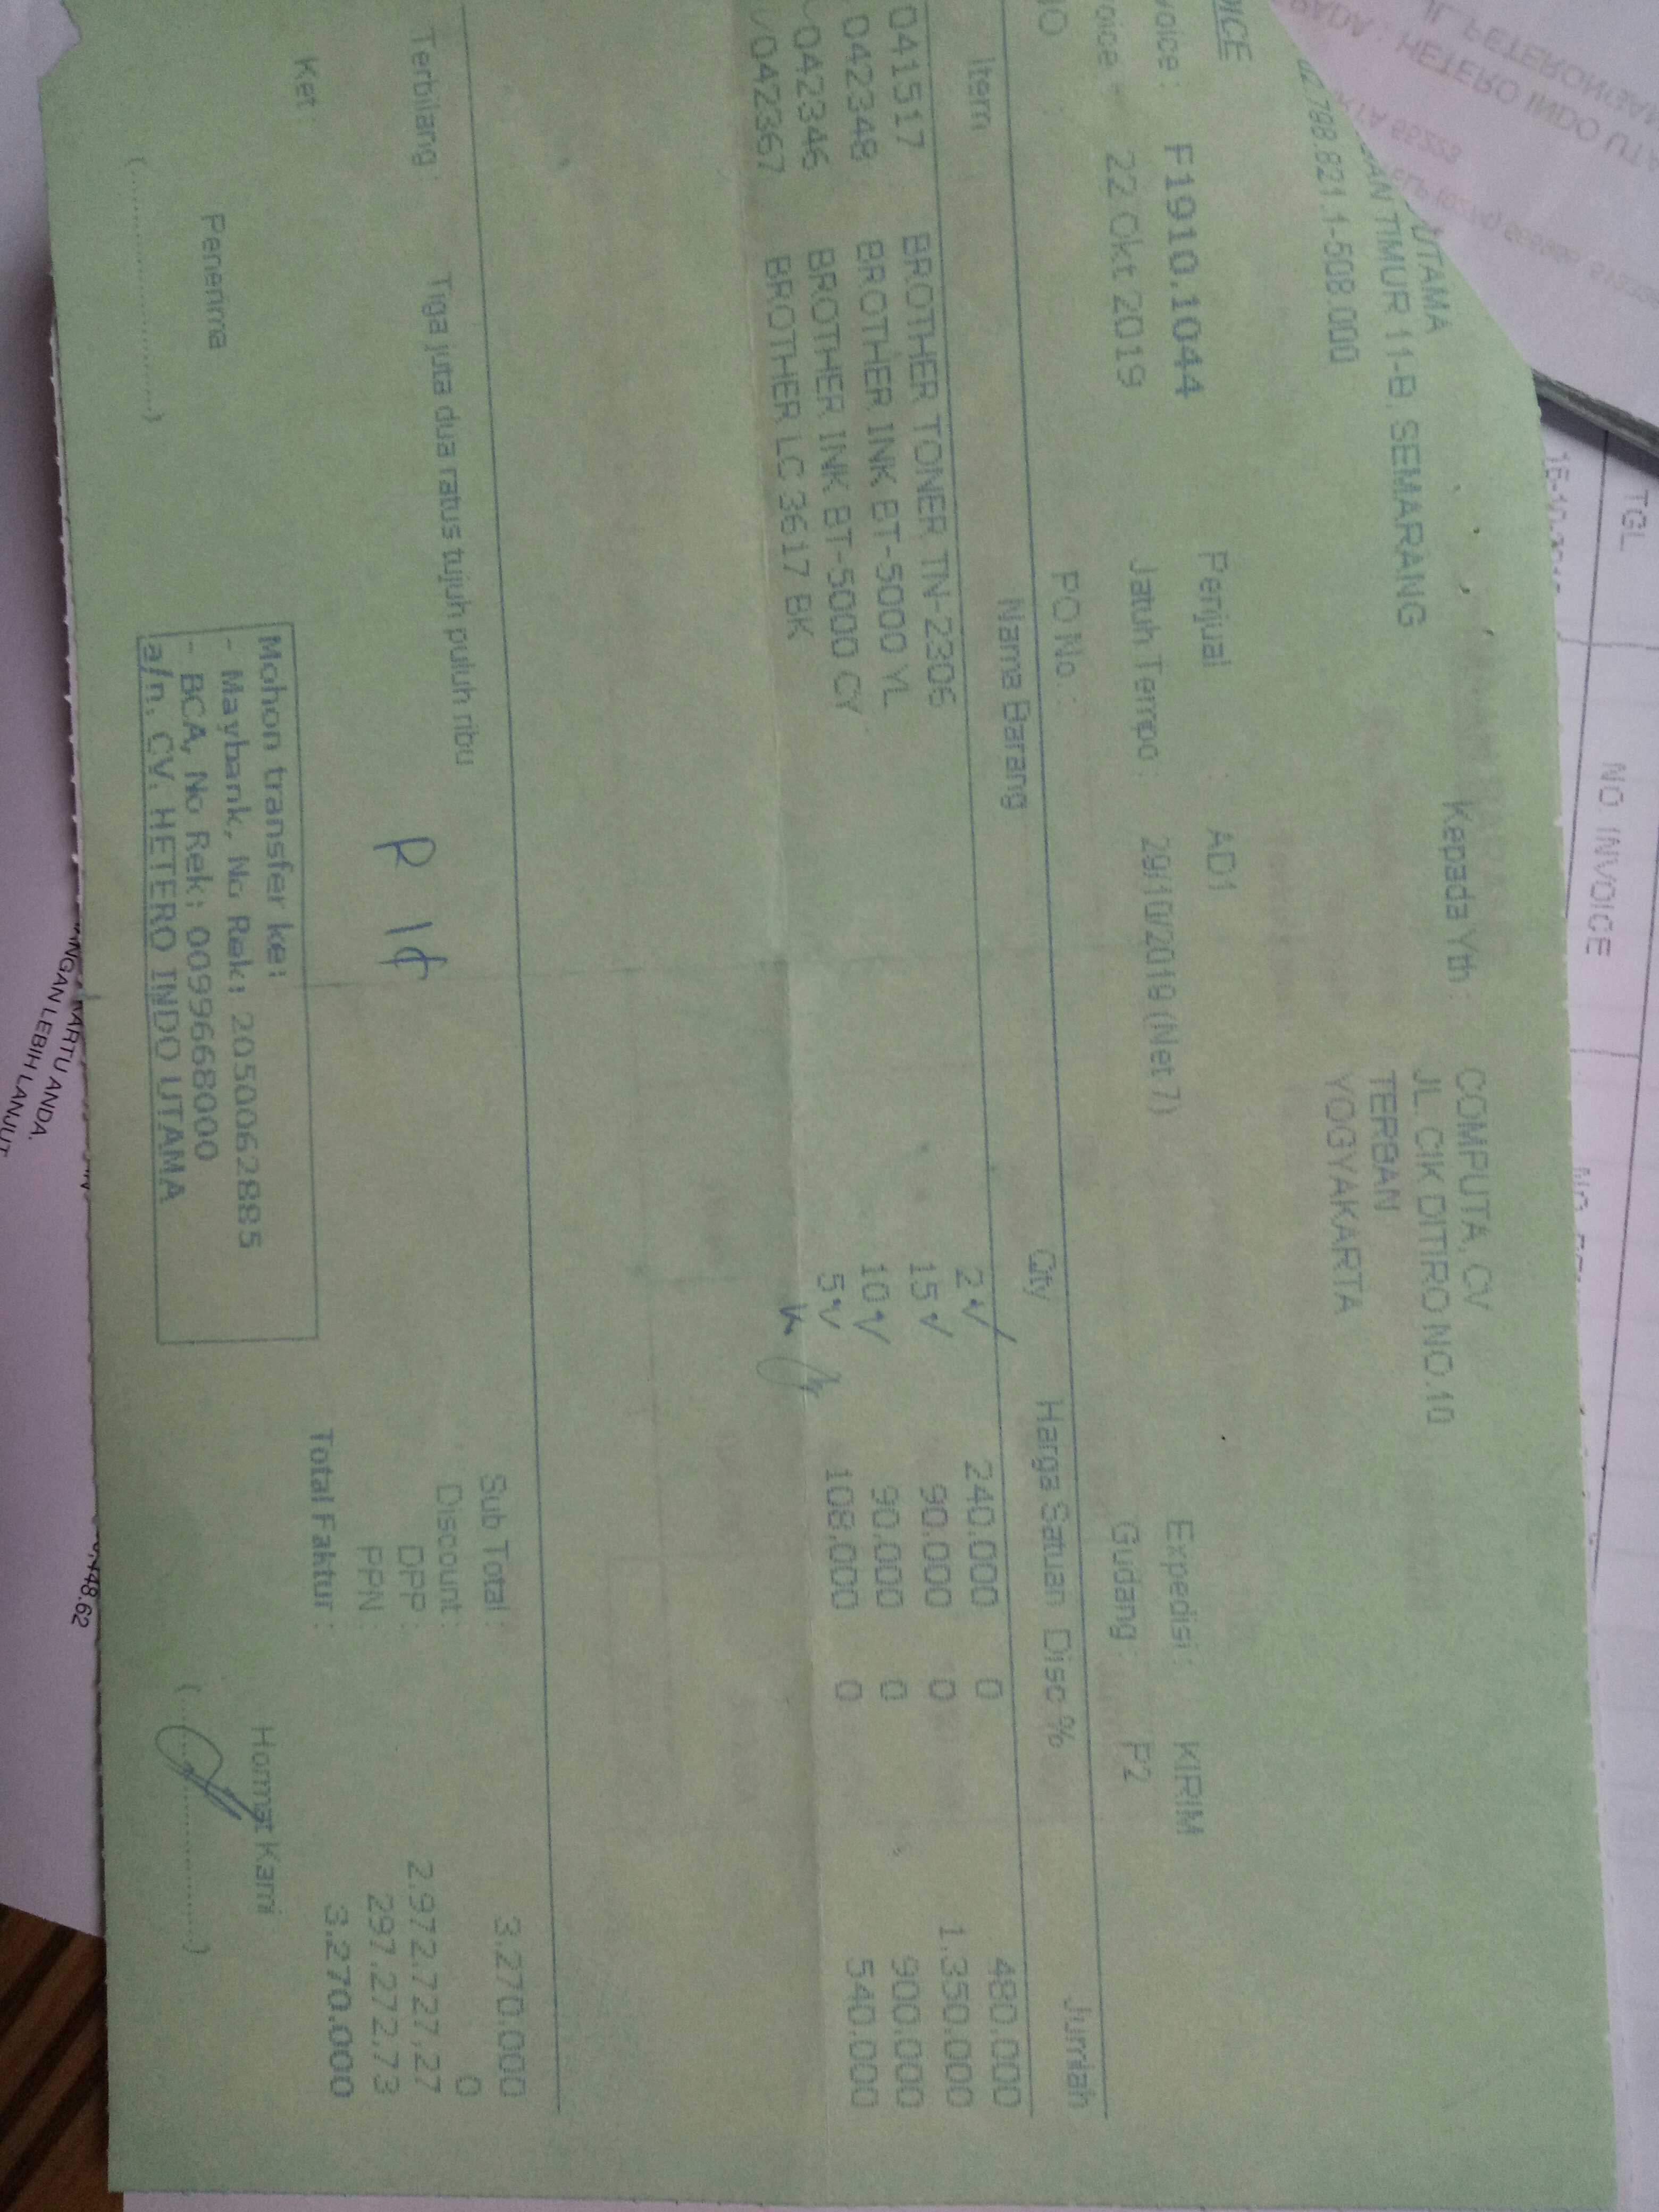 UTAMA
TIMUR 11-B, SEMARANG
798.821.1-508.000
Kepada Yth :
COMPUTA, CV
JL. CIK DITIRO NO.10
TERBAN
YOGYAKARTA
F1910.1044
Penjual : AD1
Expedisi : KIRIM
22 Okt 2019
Jatuh Tempo : 29/10/2019 (Net 7)
Gudang : P2
PO No :
Item Nama Barang Qty Harga Satuan Disc % Jumlah
041517 BROTHER TONER TN-2306 2 240.000 0 480.000
042348 BROTHER INK BT-5000 YL 15 90.000 0 1.350.000
042346 BROTHER INK BT-5000 CY 10 90.000 0 900.000
042367 BROTHER LC 3617 BK 5 108.000 0 540.000
Terbilang : Tiga juta dua ratus tujuh puluh ribu
Sub Total : 3.270.000
Discount : 0
DPP : 2.972.727,27
PPN : 297.272,73
Total Faktur : 3.270.000
Ket :
Penerima
Mohon transfer ke:
- Maybank, No Rek: 2050062885
- BCA, No Rek: 0099668000
a/n. CV. HETERO INDO UTAMA
Hormat Kami
(....................)
(....................)
TGL
NO INVOICE
KARTU ANDA.
LEBIH LANJUT
HETERO INDO UTA
JL. PETERONGAN